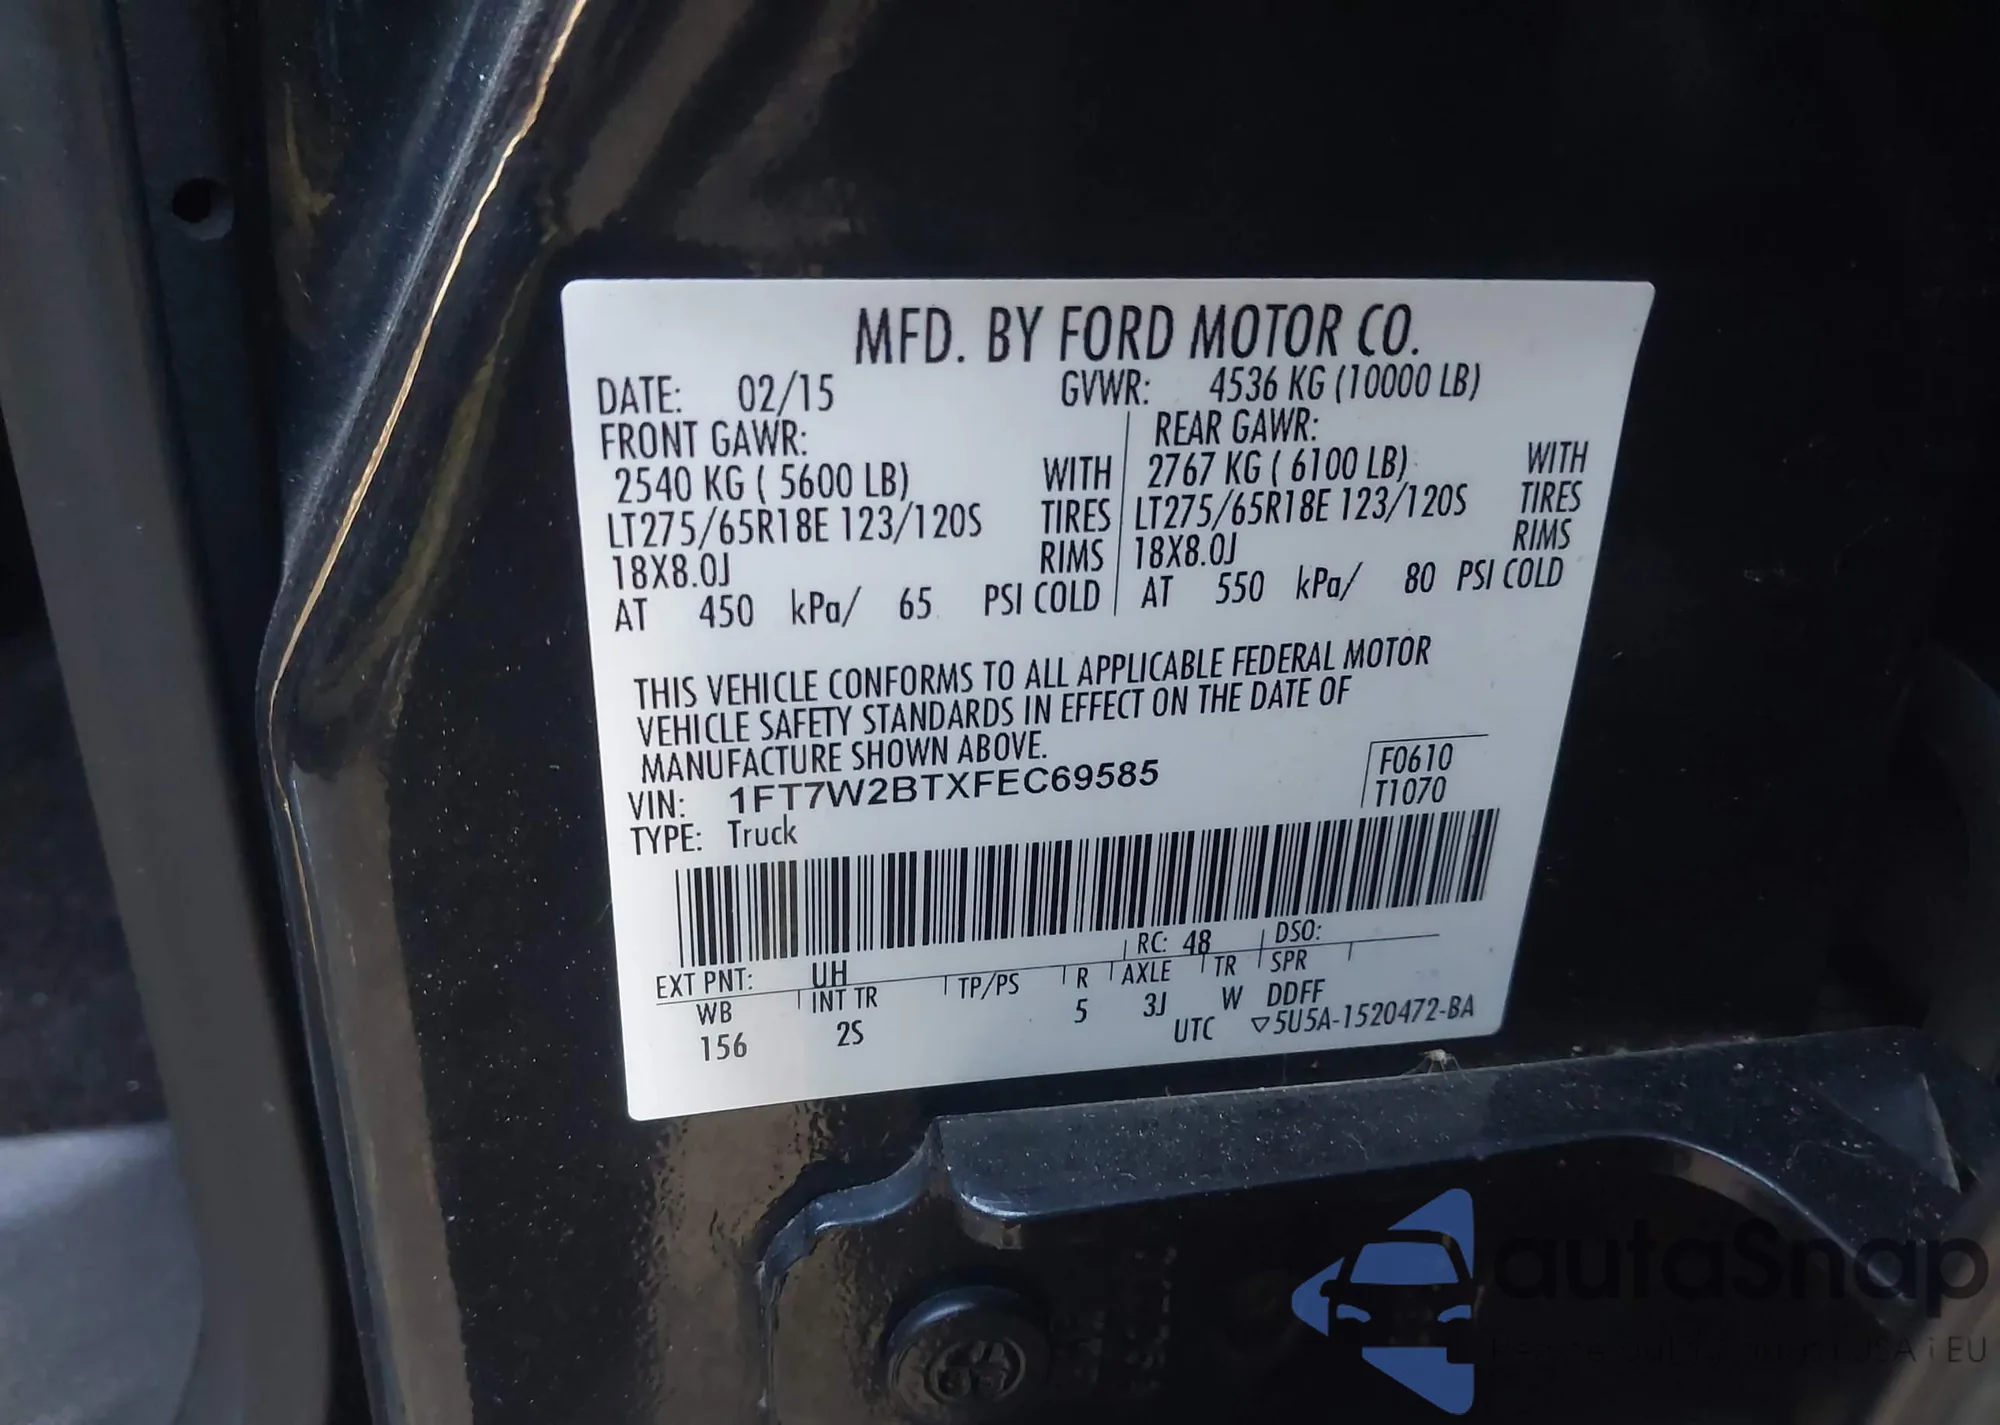 MFD. BY FORD MOTOR CO.
DATE: 02/15 GVWR: 4536 KG (10000 LB)
FRONT GAWR: REAR GAWR:
2540 KG ( 5600 LB) WITH 2767 KG ( 6100 LB) WITH
LT275/65R18E 123/120S TIRES LT275/65R18E 123/120S TIRES
18X8.0J RIMS 18X8.0J RIMS
AT 450 kPa/ 65 PSI COLD AT 550 kPa/ 80 PSI COLD
THIS VEHICLE CONFORMS TO ALL APPLICABLE FEDERAL MOTOR
VEHICLE SAFETY STANDARDS IN EFFECT ON THE DATE OF
MANUFACTURE SHOWN ABOVE.
VIN: 1FT7W2BTXFEC69585 F0610
TYPE: Truck T1070
RC: 48 DSO:
EXT PNT: UH
WB INT TR TP/PS R AXLE TR SPR
156 2S 5 3J W DDFF
UTC ▽5U5A-1520472-BA
autaSnap
USA i EU